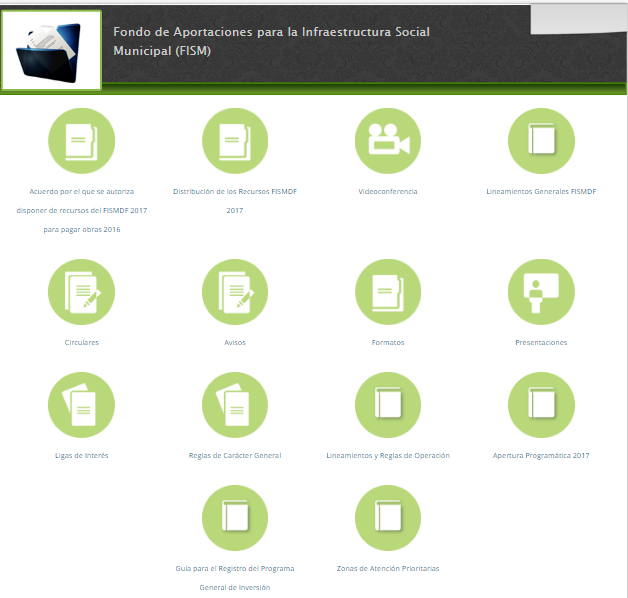 Fondo de Aportaciones para la Infraestructura Social
Municipal (FISM)
Acuerdo por el que se autoriza
disponer de recursos del FISMDF 2017
para pagar obras 2016
Distribución de los Recursos FISMDF
2017
Videoconferencia
Lineamientos Generales FISMDF
Circulares
Avisos
Formatos
Presentaciones
Ligas de Interés
Reglas de Carácter General
Lineamientos y Reglas de Operación
Apertura Programática 2017
Guía para el Registro del Programa
General de Inversión
Zonas de Atención Prioritarias